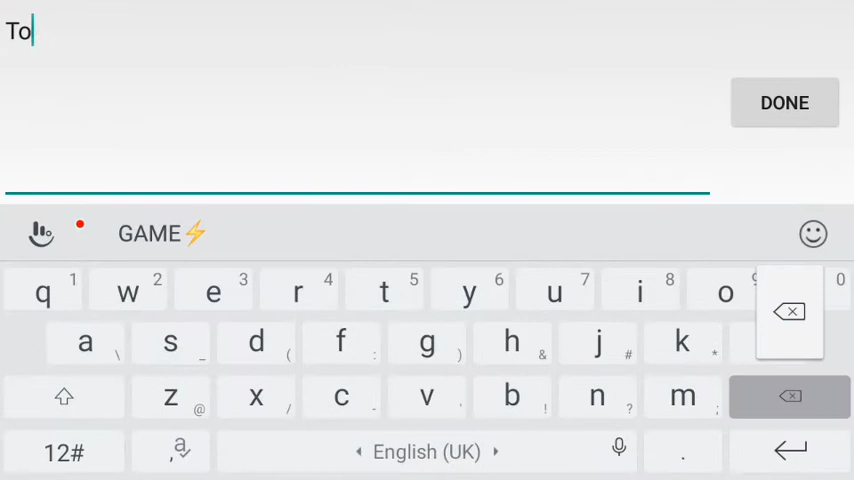 To
DONE
GAME⚡
q 1 w 2 e 3 r 4 t 5 y 6 u 7 i 8 o 9 0
a \ s _ d ( f : g ) h & j # k *
z @ x / c - v ' b ! n ? m ;
12# ,a English (UK) .